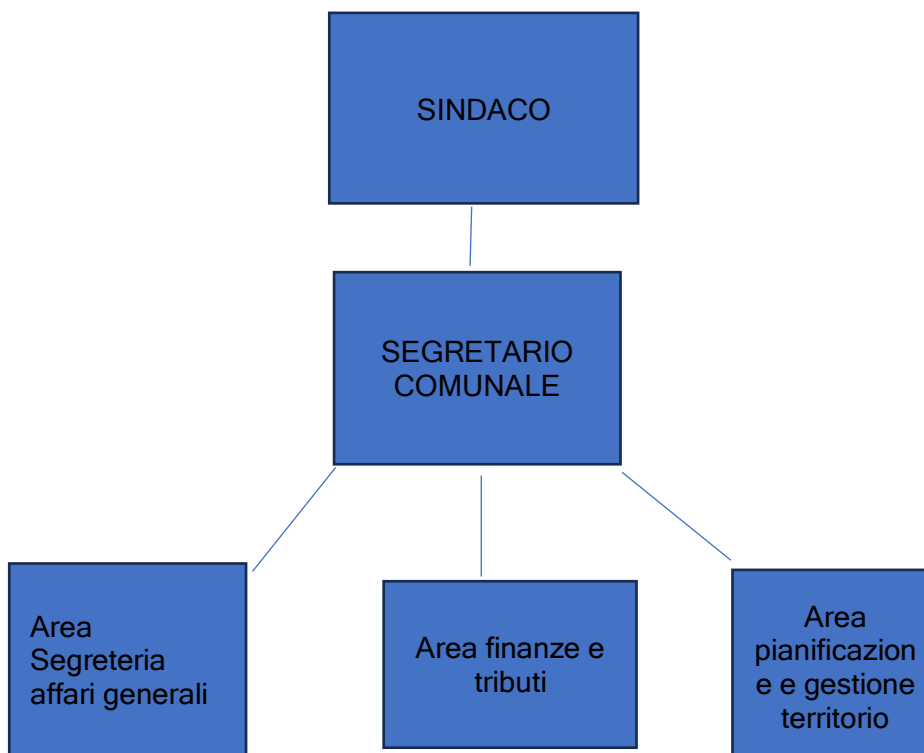 SINDACO
SEGRETARIO
COMUNALE
Area
Segreteria
affari generali
Area finanze e
tributi
Area
pianificazion
e e gestione
territorio